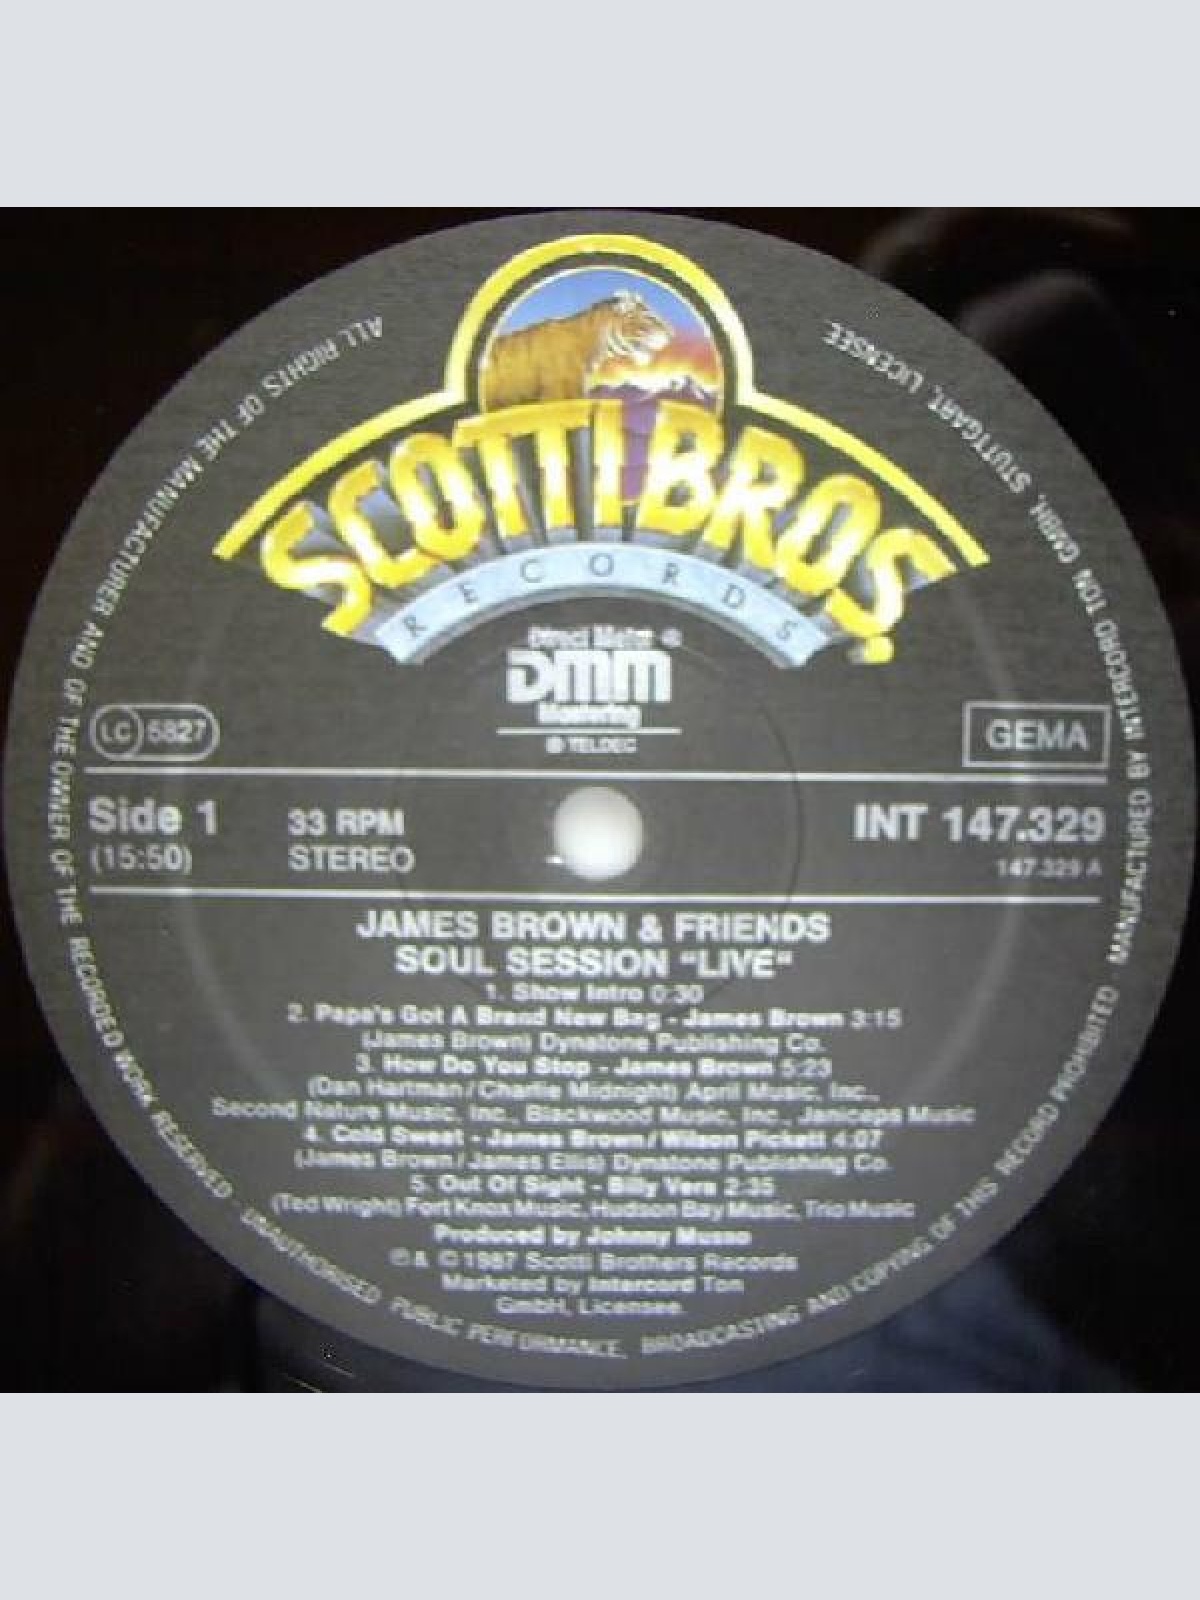 SCOTTI BROS.
RECORDS
Direct Metal
DMM
Mastering
TELDEC
LC 5827
GEMA
Side 1 33 RPM INT 147.329
(15:50) STEREO 147.329 A
JAMES BROWN & FRIENDS
SOUL SESSION "LIVE"
1. Show Intro 0:30
2. Papa's Got A Brand New Bag - James Brown 3:15
(James Brown) Dynatone Publishing Co.
3. How Do You Stop - James Brown 5:23
(Dan Hartman/Charlie Midnight) April Music, Inc.,
Second Nature Music, Inc., Blackwood Music, Inc., Janiceps Music
4. Cold Sweat - James Brown/Wilson Pickett 4:07
(James Brown/James Ellis) Dynatone Publishing Co.
5. Out Of Sight - Billy Vera 2:35
(Ted Wright) Fort Knox Music, Hudson Bay Music, Trio Music
Produced by Johnny Musso
℗ & © 1987 Scotti Brothers Records
Marketed by Intercord Ton
GmbH, Licensee
ALL RIGHTS OF THE MANUFACTURER AND OF THE OWNER OF THE RECORDED WORK RESERVED · UNAUTHORISED PUBLIC PERFORMANCE, BROADCASTING AND COPYING OF THIS RECORD PROHIBITED · MANUFACTURED BY INTERCORD TON GMBH, STUTTGART, LICENSEE